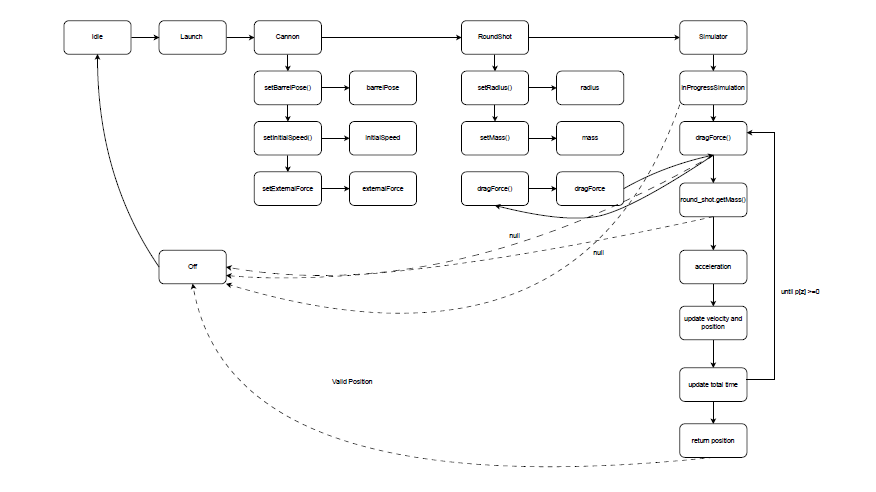 Idle
Launch
Cannon
RoundShot
Simulator
setBarrelPose()
barrelPose
setRadius()
radius
inProgressSimulation
setInitialSpeed()
initialSpeed
setMass()
mass
dragForce()
setExternalForce
externalForce
dragForce()
dragForce
round_shot.getMass()
null
null
Off
acceleration
until p[z] >=0
update velocity and
position
Valid Position
update total time
return position